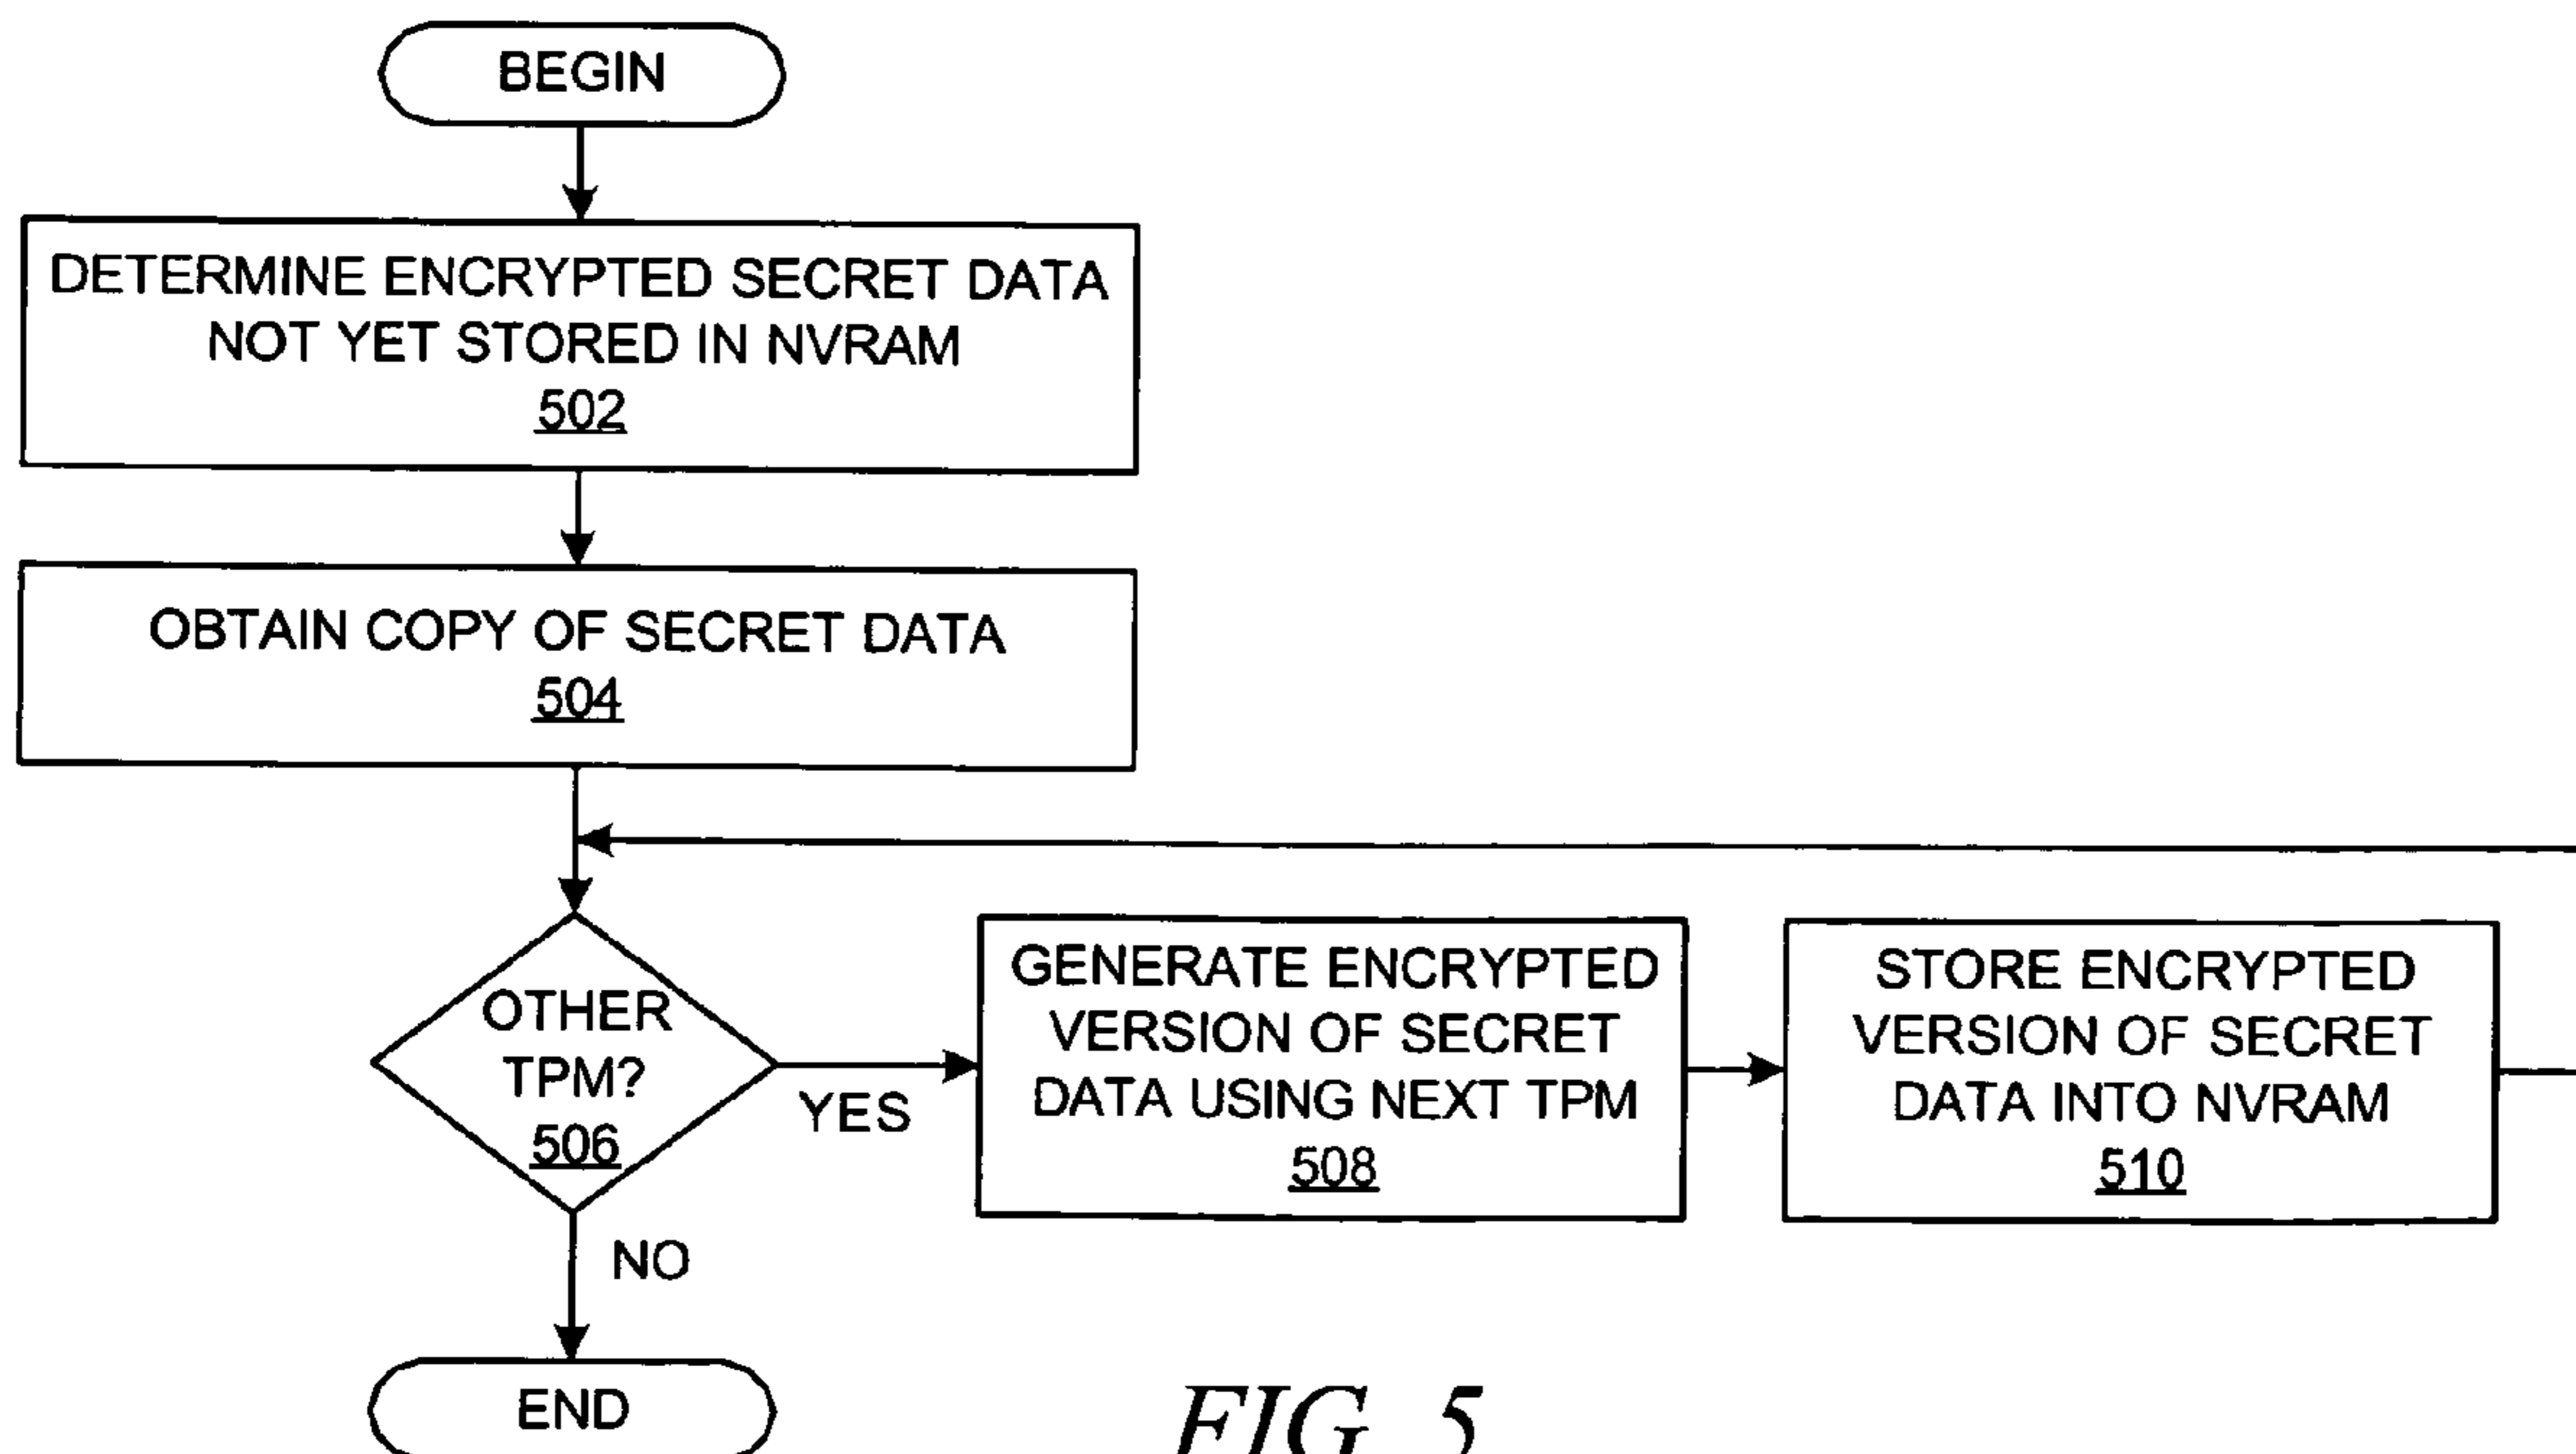 BEGIN
DETERMINE ENCRYPTED SECRET DATA
NOT YET STORED IN NVRAM
502
OBTAIN COPY OF SECRET DATA
504
OTHER
TPM?
506
YES
NO
GENERATE ENCRYPTED
VERSION OF SECRET
DATA USING NEXT TPM
508
STORE ENCRYPTED
VERSION OF SECRET
DATA INTO NVRAM
510
END
FIG. 5